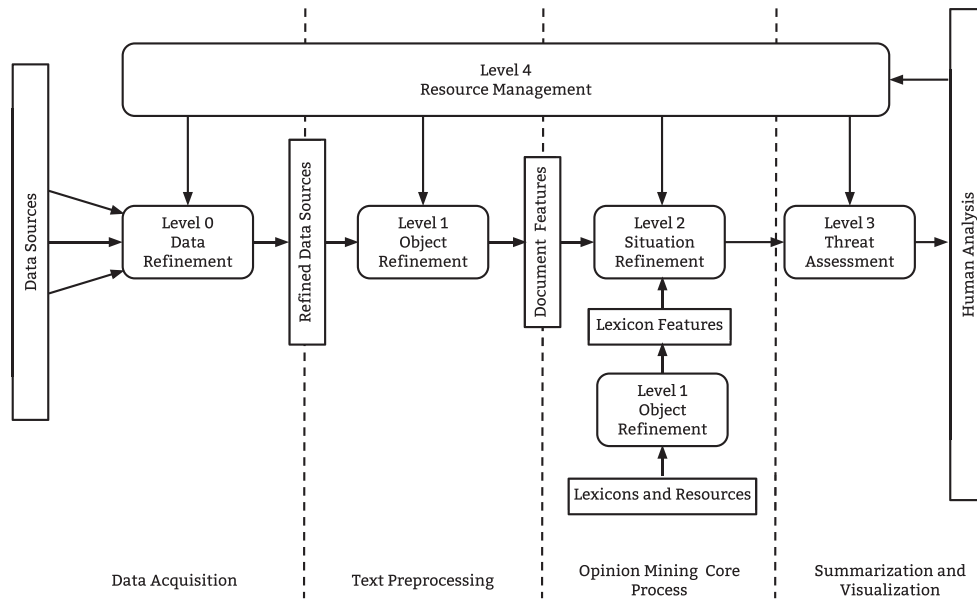 Level 4
Resource Management
Data Sources
Level 0
Data
Refinement
Refined Data Sources
Level 1
Object
Refinement
Document Features
Level 2
Situation
Refinement
Level 3
Threat
Assessment
Human Analysis
Lexicon Features
Level 1
Object
Refinement
Lexicons and Resources
Data Acquisition
Text Preprocessing
Opinion Mining Core
Process
Summarization and
Visualization